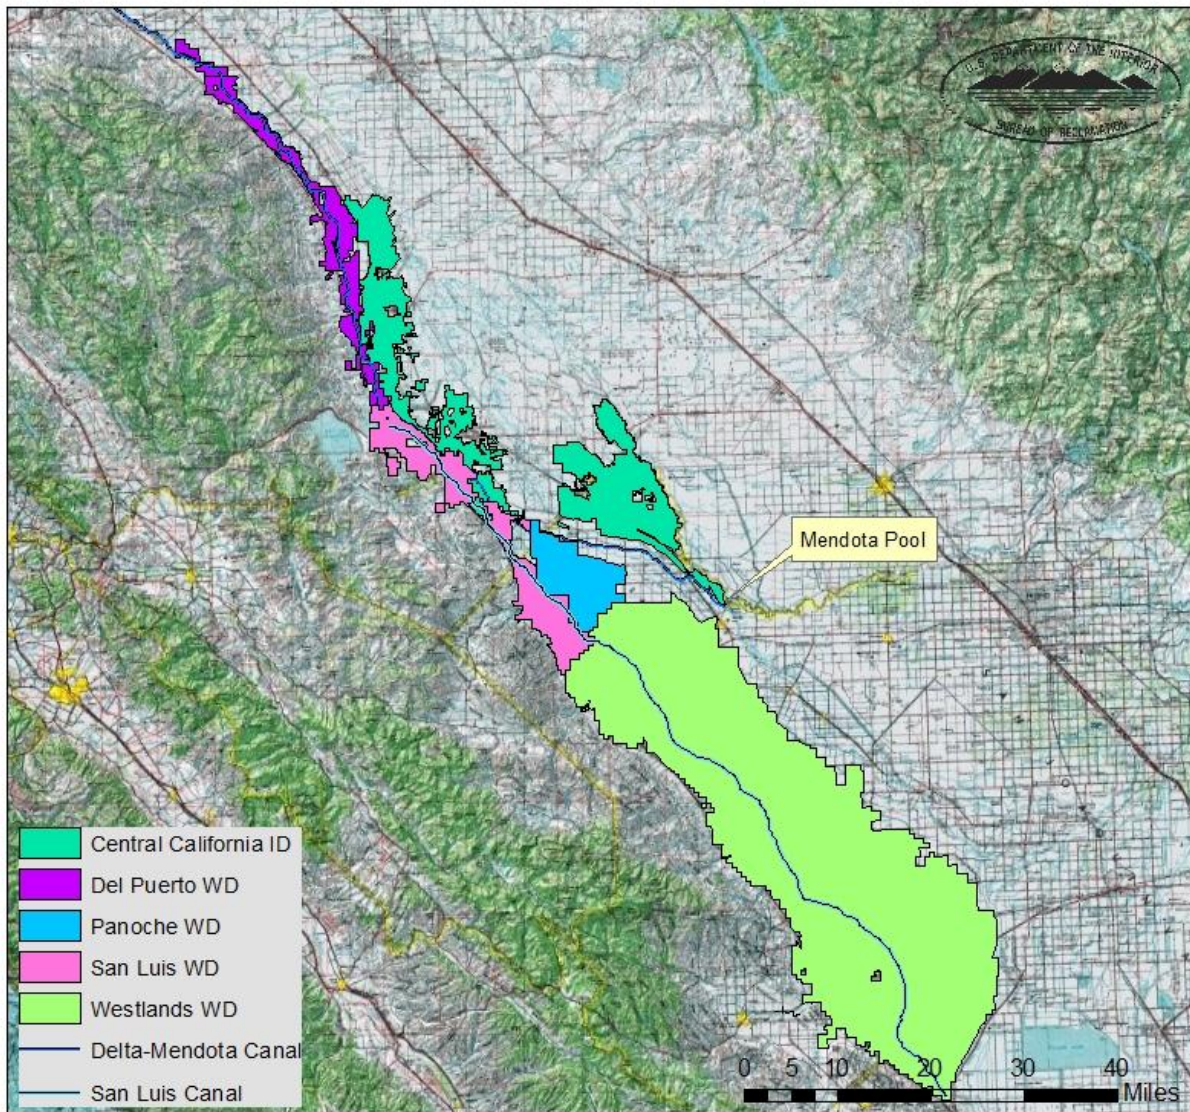 U.S. DEPARTMENT OF THE INTERIOR
BUREAU OF RECLAMATION
Mendota Pool
Central California ID
Del Puerto WD
Panoche WD
San Luis WD
Westlands WD
Delta-Mendota Canal
San Luis Canal
0 5 10 20 30 40
Miles